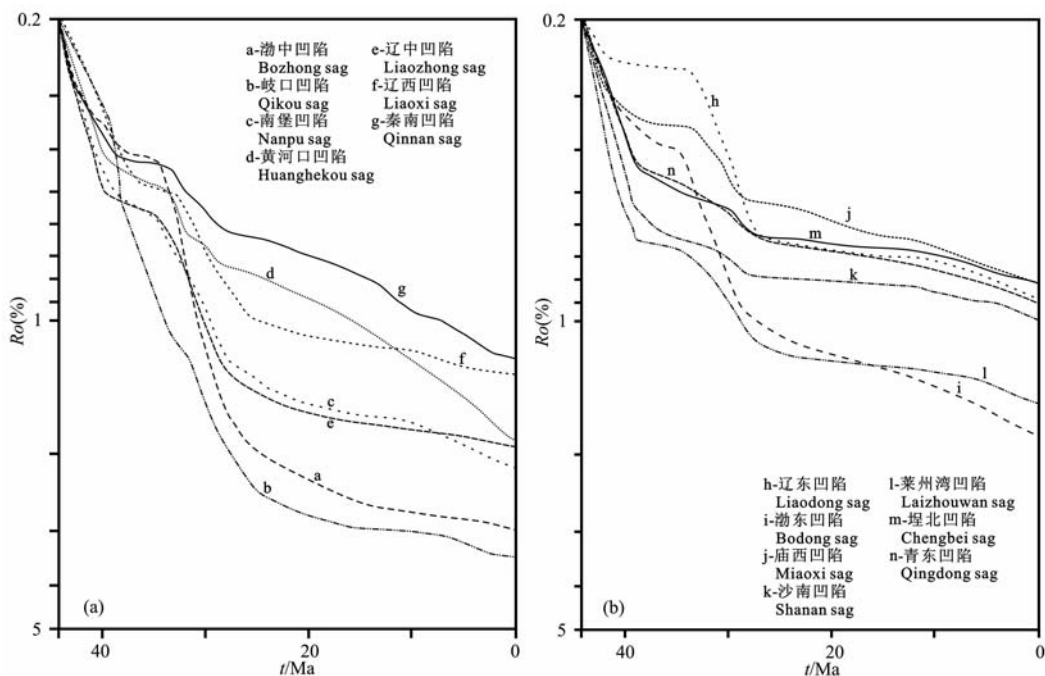 0.2
a-渤中凹陷 e-辽中凹陷
Bozhong sag Liaozhong sag
b-岐口凹陷 f-辽西凹陷
Qikou sag Liaoxi sag
c-南堡凹陷 g-秦南凹陷
Nanpu sag Qinnan sag
d-黄河口凹陷
Huanghekou sag
d
g
f
c
e
a
b
Ro(%)
1
(a)
5
40 20 0
t/Ma
0.2
h
n
j
m
k
l
i
Ro(%)
1
h-辽东凹陷 l-莱州湾凹陷
Liaodong sag Laizhouwan sag
i-渤东凹陷 m-埕北凹陷
Bodong sag Chengbei sag
j-庙西凹陷 n-青东凹陷
Miaoxi sag Qingdong sag
k-沙南凹陷
Shanan sag
(b)
5
40 20 0
t/Ma